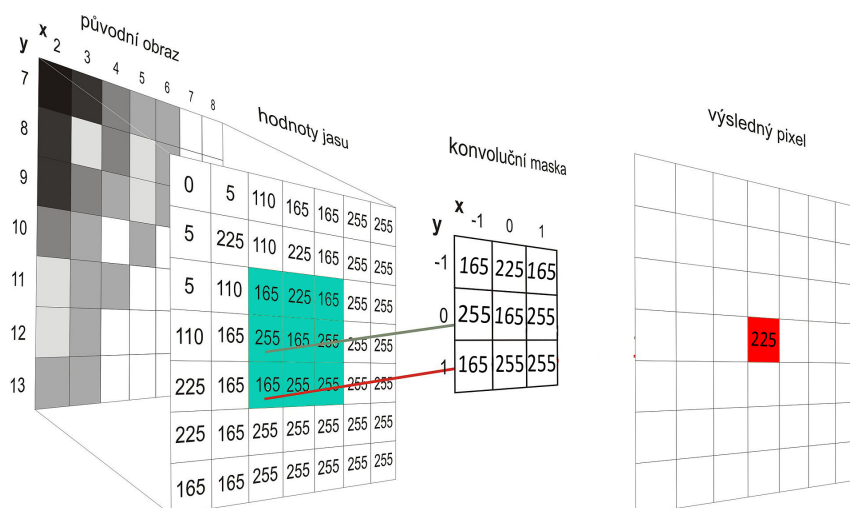 původní obraz
x
y
2 3 4 5 6 7 8
7
8
9
10
11
12
13
hodnoty jasu
0 5 110 165 165 255 255
5 225 110 225 165 255 255
5 110 165 225 165 255 255
110 165 255 165 255 255 255
225 165 165 255 255 255 255
225 165 255 255 255 255 255
165 165 255 255 255 255 255
konvoluční maska
x
y
-1 0 1
-1 165 225 165
0 255 165 255
1 165 255 255
výsledný pixel
225